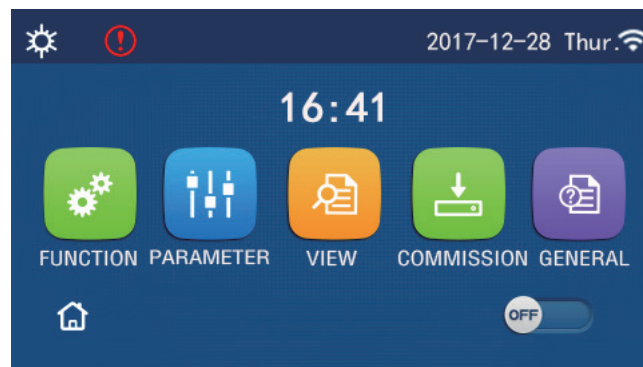 2017-12-28 Thur.
16:41
FUNCTION PARAMETER VIEW COMMISSION GENERAL
OFF